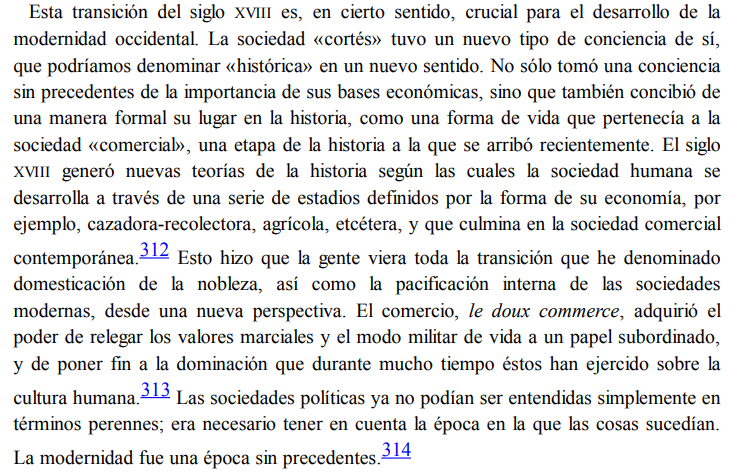 Esta transición del siglo XVIII es, en cierto sentido, crucial para el desarrollo de la
modernidad occidental. La sociedad «cortés» tuvo un nuevo tipo de conciencia de sí,
que podríamos denominar «histórica» en un nuevo sentido. No sólo tomó una conciencia
sin precedentes de la importancia de sus bases económicas, sino que también concibió de
una manera formal su lugar en la historia, como una forma de vida que pertenecía a la
sociedad «comercial», una etapa de la historia a la que se arribó recientemente. El siglo
XVIII generó nuevas teorías de la historia según las cuales la sociedad humana se
desarrolla a través de una serie de estadios definidos por la forma de su economía, por
ejemplo, cazadora-recolectora, agrícola, etcétera, y que culmina en la sociedad comercial
contemporánea.312 Esto hizo que la gente viera toda la transición que he denominado
domesticación de la nobleza, así como la pacificación interna de las sociedades
modernas, desde una nueva perspectiva. El comercio, le doux commerce, adquirió el
poder de relegar los valores marciales y el modo militar de vida a un papel subordinado,
y de poner fin a la dominación que durante mucho tiempo éstos han ejercido sobre la
cultura humana.313 Las sociedades políticas ya no podían ser entendidas simplemente en
términos perennes; era necesario tener en cuenta la época en la que las cosas sucedían.
La modernidad fue una época sin precedentes.314